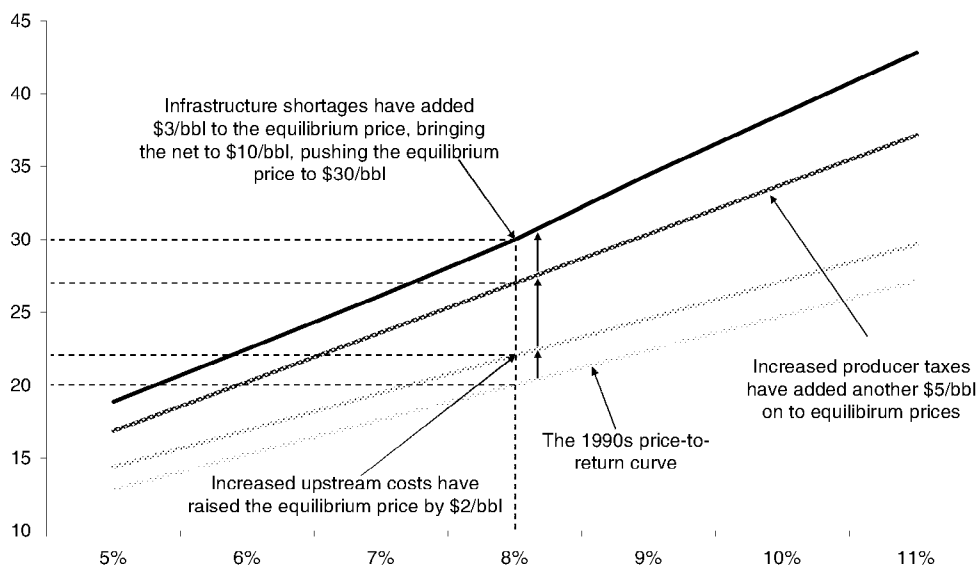 45
40
35
30
25
20
15
10
Infrastructure shortages have added
$3/bbl to the equilibrium price, bringing
the net to $10/bbl, pushing the equilibrium
price to $30/bbl
Increased producer taxes
have added another $5/bbl
on to equilibirum prices
The 1990s price-to-
return curve
Increased upstream costs have
raised the equilibrium price by $2/bbl
5%
6%
7%
8%
9%
10%
11%